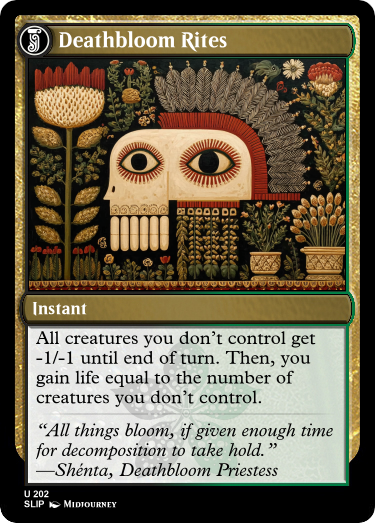 Deathbloom Rites
Instant
All creatures you don't control get
-1/-1 until end of turn. Then, you
gain life equal to the number of
creatures you don't control.
“All things bloom, if given enough time
for decomposition to take hold.”
—Shénta, Deathbloom Priestess
U 202
SLIP Midjourney